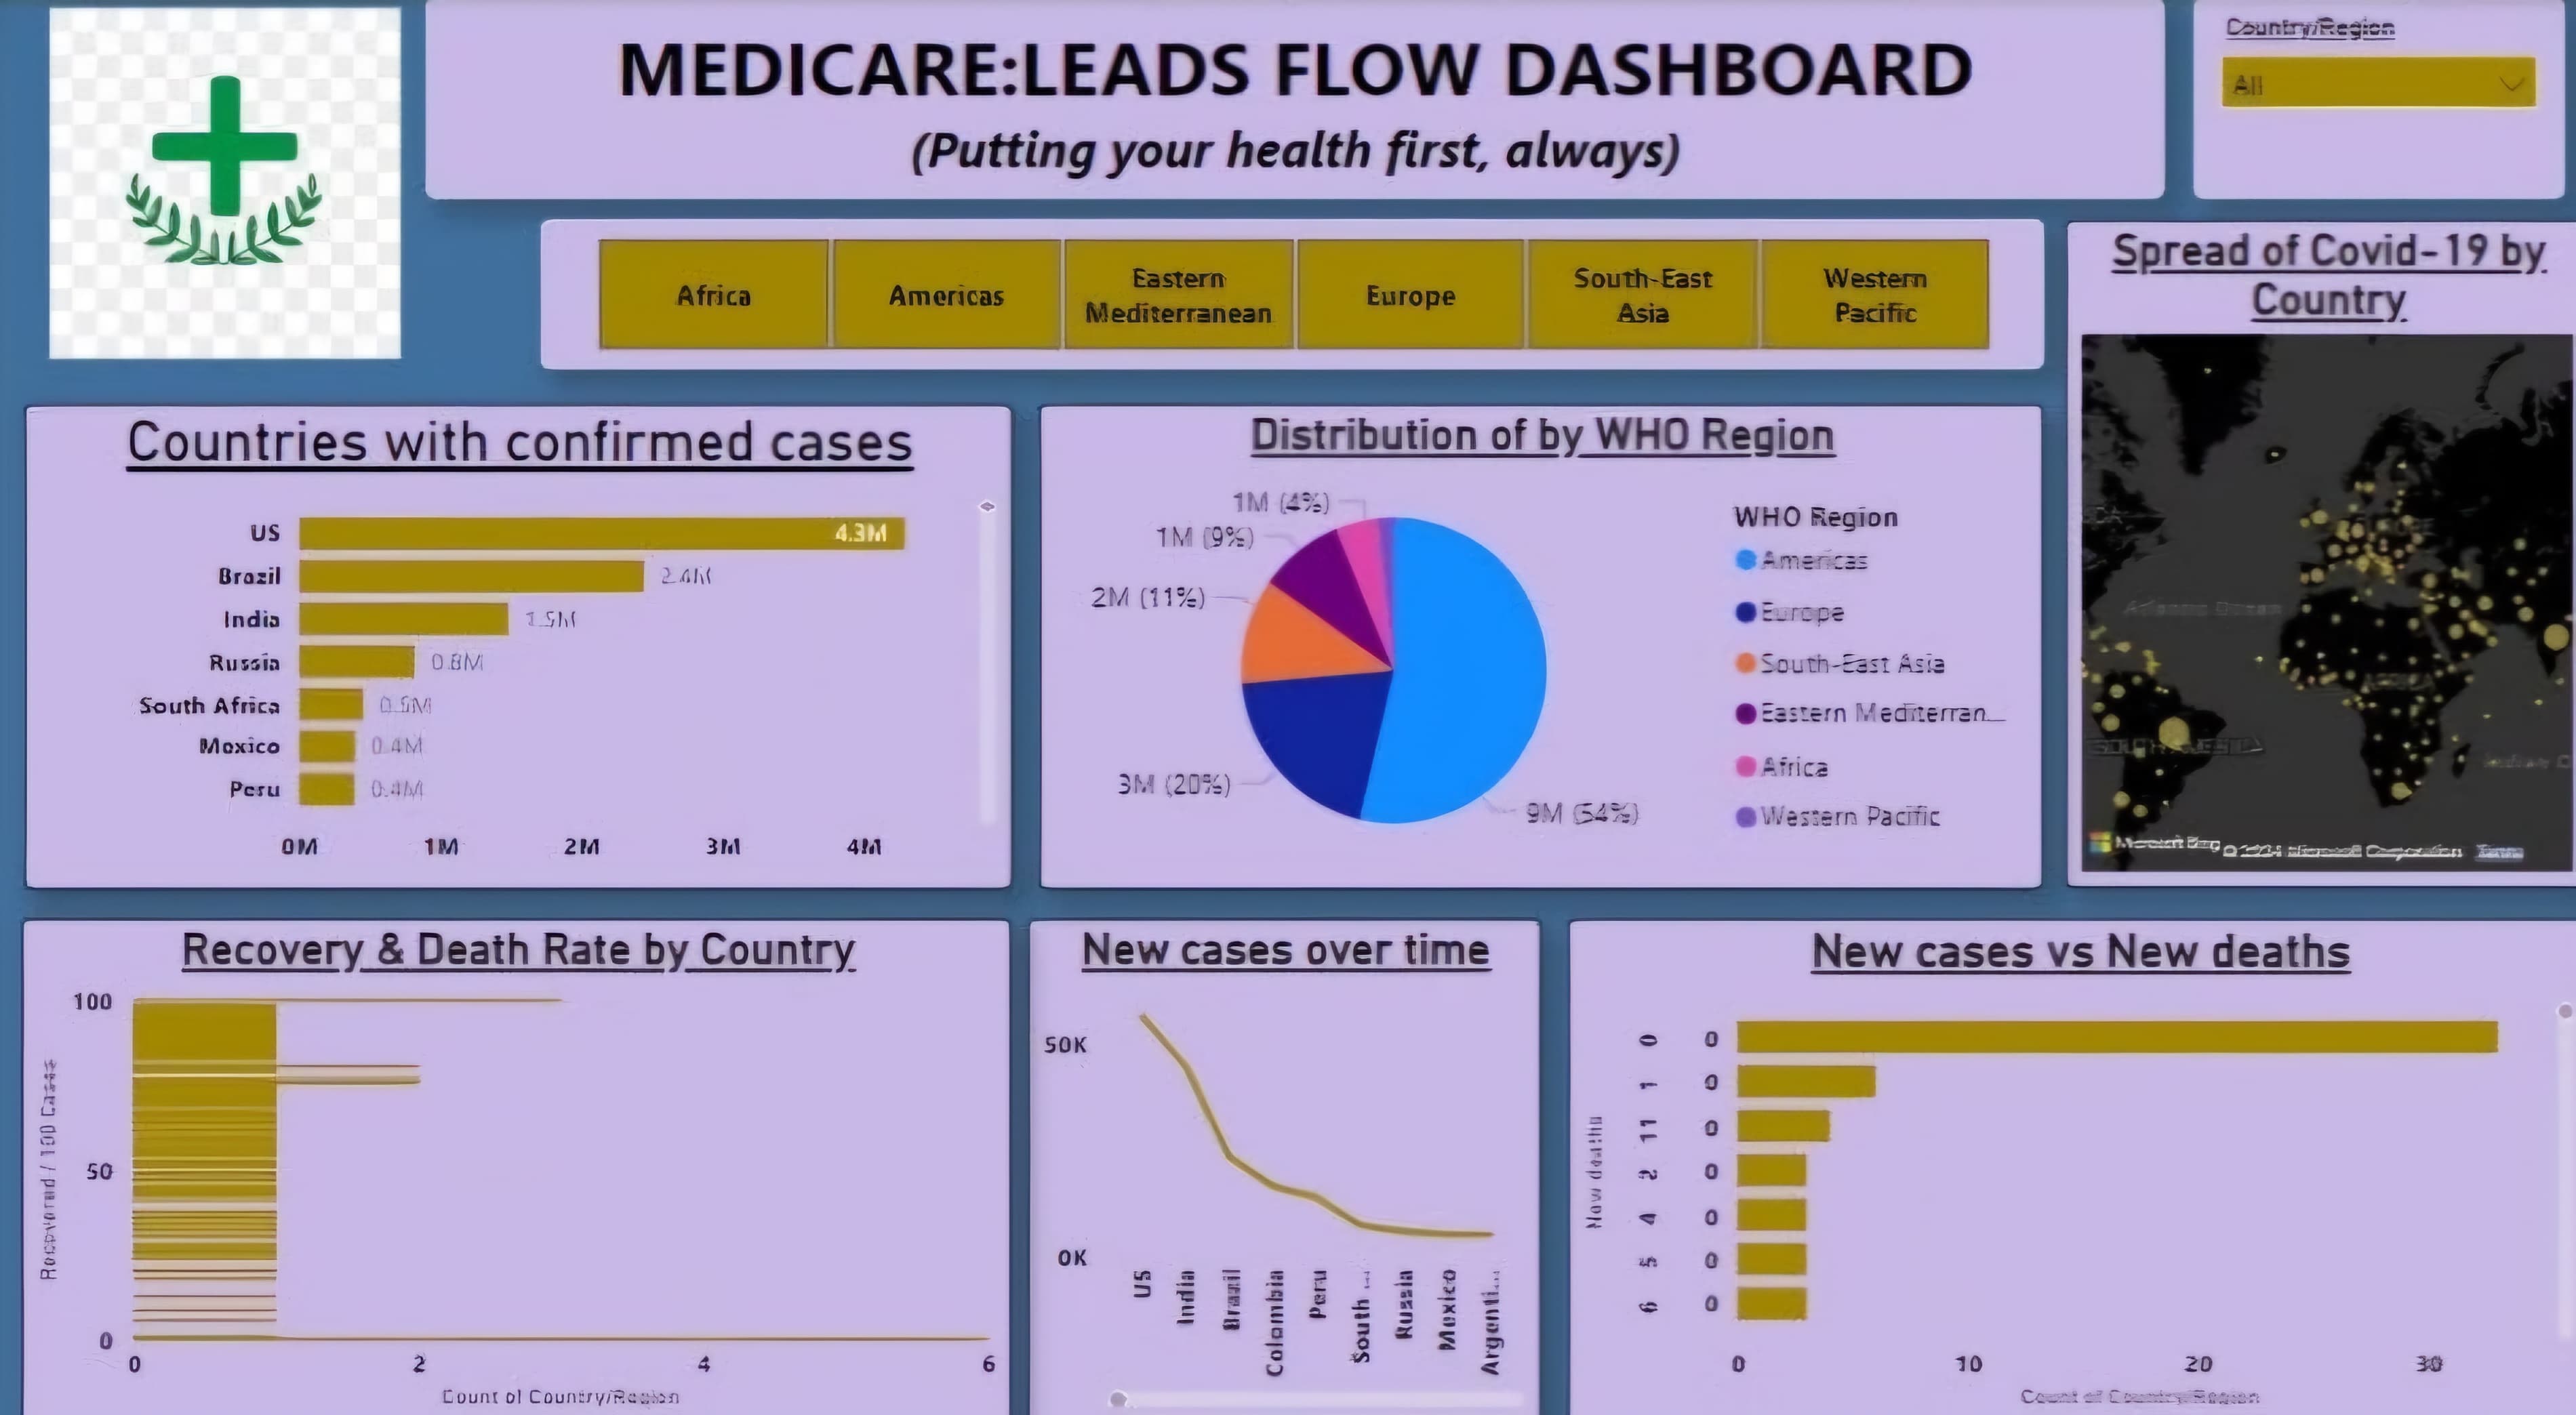 MEDICARE:LEADS FLOW DASHBOARD
(Putting your health first, always)
Country/Region
All
Africa
Americas
Eastern
Mediterranean
Europe
South-East
Asia
Western
Pacific
Spread of Covid-19 by
Country
Microsoft Bing
Microsoft Corporation
Terms
Countries with confirmed cases
US 4.3M
Brazil 2.4M
India 1.5M
Russia 0.8M
South Africa 0.5M
Mexico 0.4M
Peru 0.4M
0M 1M 2M 3M 4M
Distribution of by WHO Region
1M (4%)
1M (9%)
2M (11%)
3M (20%)
9M (54%)
WHO Region
Americas
Europe
South-East Asia
Eastern Mediterran...
Africa
Western Pacific
Atlantic Ocean
AFRICA
SOUTH AMERICA
Recovery & Death Rate by Country
Recovered / 100 Cases
100
50
0
0 2 4 6
Count of Country/Region
New cases over time
50K
0K
US
India
Brazil
Colombia
Peru
South ...
Russia
Mexico
Argenti...
New cases vs New deaths
New deaths
0 0
1 0
11 0
2 0
4 0
5 0
6 0
0 10 20 30
Count of Country/Region